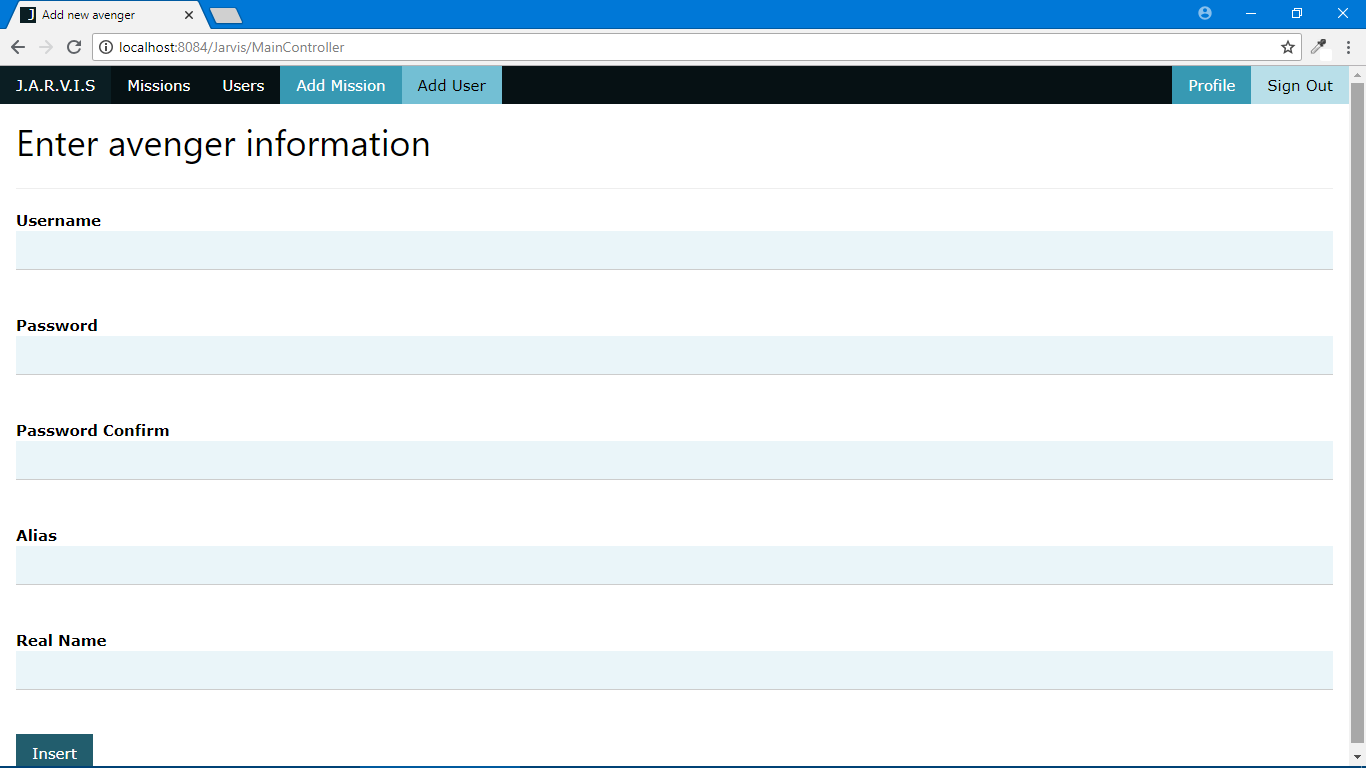 Add new avenger
localhost:8084/Jarvis/MainController
J.A.R.V.I.S Missions Users Add Mission Add User Profile Sign Out
Enter avenger information
Username
Password
Password Confirm
Alias
Real Name
Insert